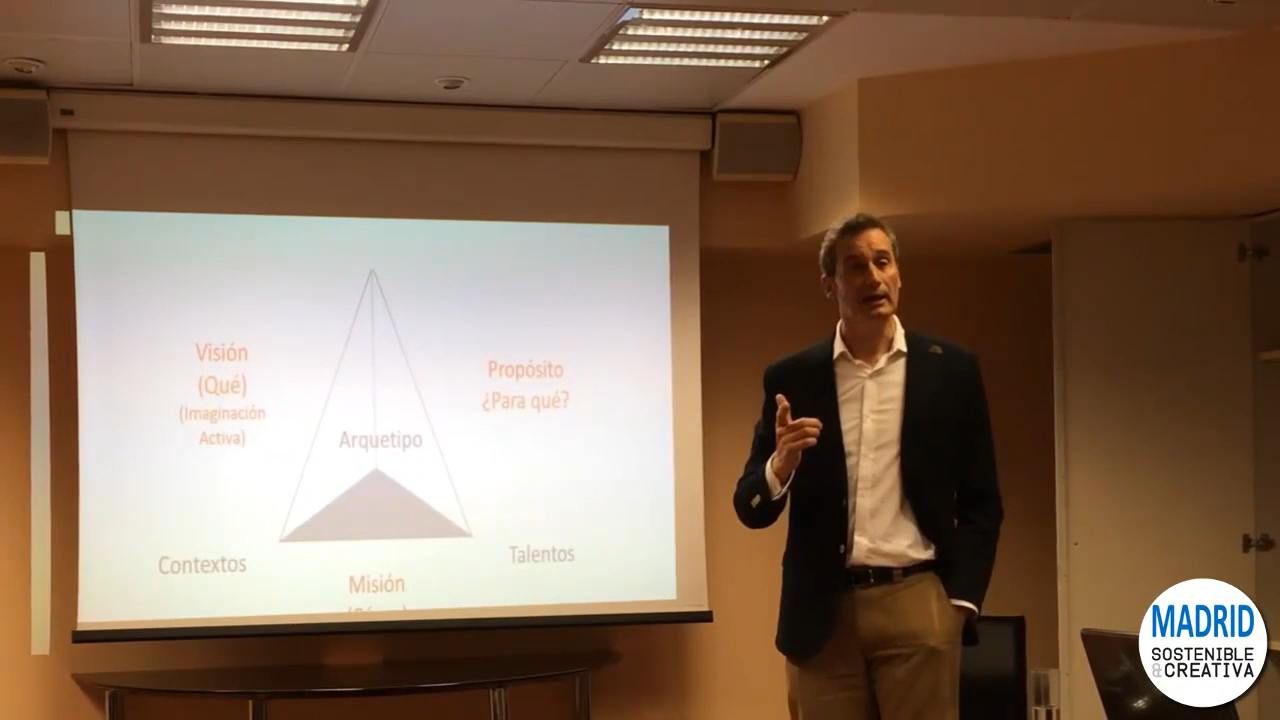 Visión
(Qué)
(Imaginación
Activa)
Propósito
¿Para qué?
Arquetipo
Contextos
Talentos
Misión
MADRID
SOSTENIBLE
&CREATIVA